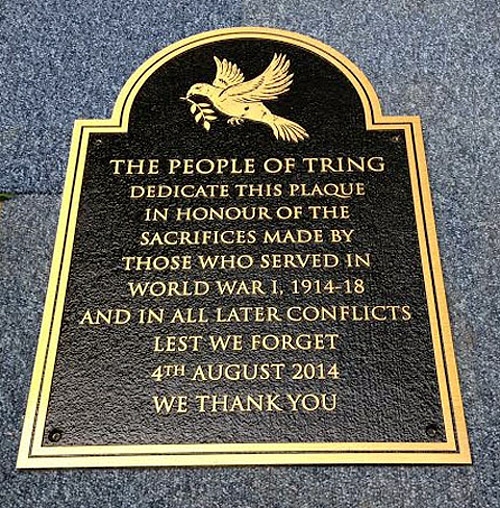 THE PEOPLE OF TRING
DEDICATE THIS PLAQUE
IN HONOUR OF THE
SACRIFICES MADE BY
THOSE WHO SERVED IN
WORLD WAR I, 1914-18
AND IN ALL LATER CONFLICTS
LEST WE FORGET
4TH AUGUST 2014
WE THANK YOU